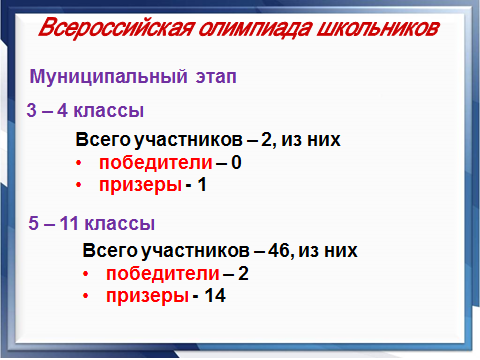 Всероссийская олимпиада школьников
Муниципальный этап
3 – 4 классы
Всего участников – 2, из них
• победители – 0
• призеры - 1
5 – 11 классы
Всего участников – 46, из них
• победители – 2
• призеры - 14